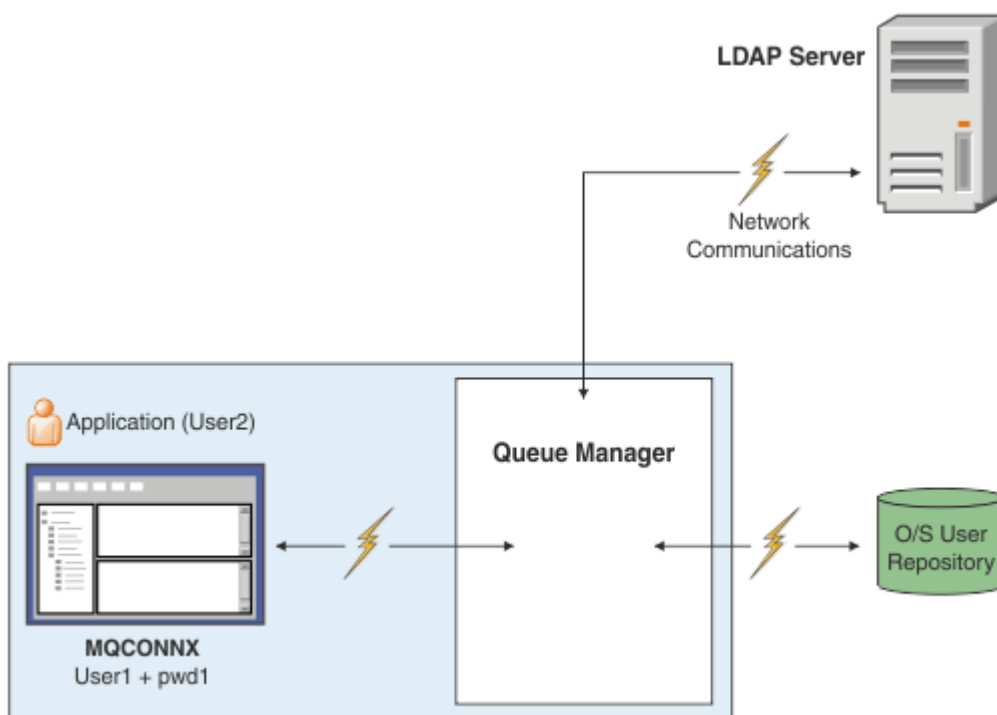 LDAP Server
Network
Communications
Application (User2)
Queue Manager
O/S User
Repository
MQCONNX
User1 + pwd1